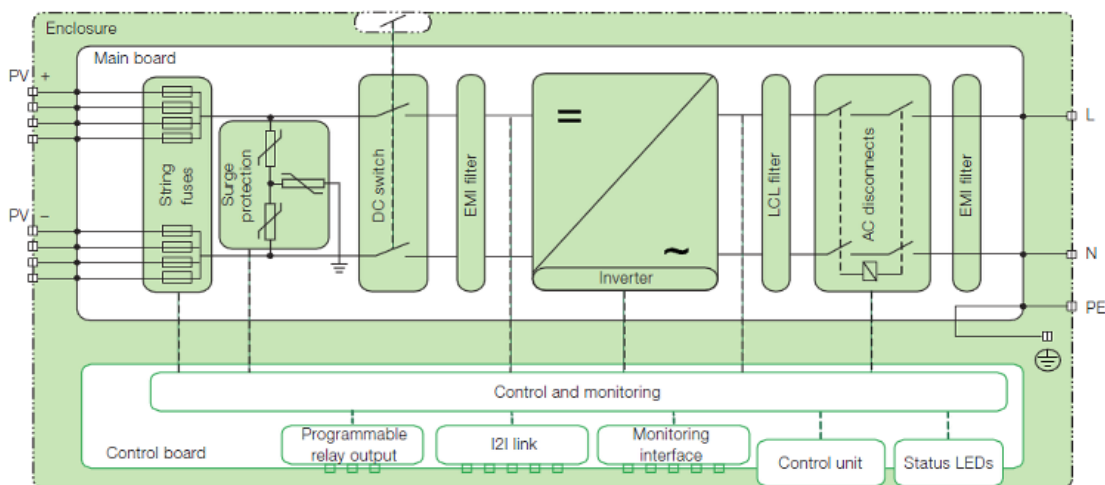 Enclosure
Main board
PV +
String
fuses
Surge
protection
DC switch
EMI filter
=
~
Inverter
LCL filter
AC disconnects
EMI filter
L
PV –
N
PE
Control and monitoring
Programmable
relay output
I2I link
Monitoring
interface
Control board
Control unit
Status LEDs